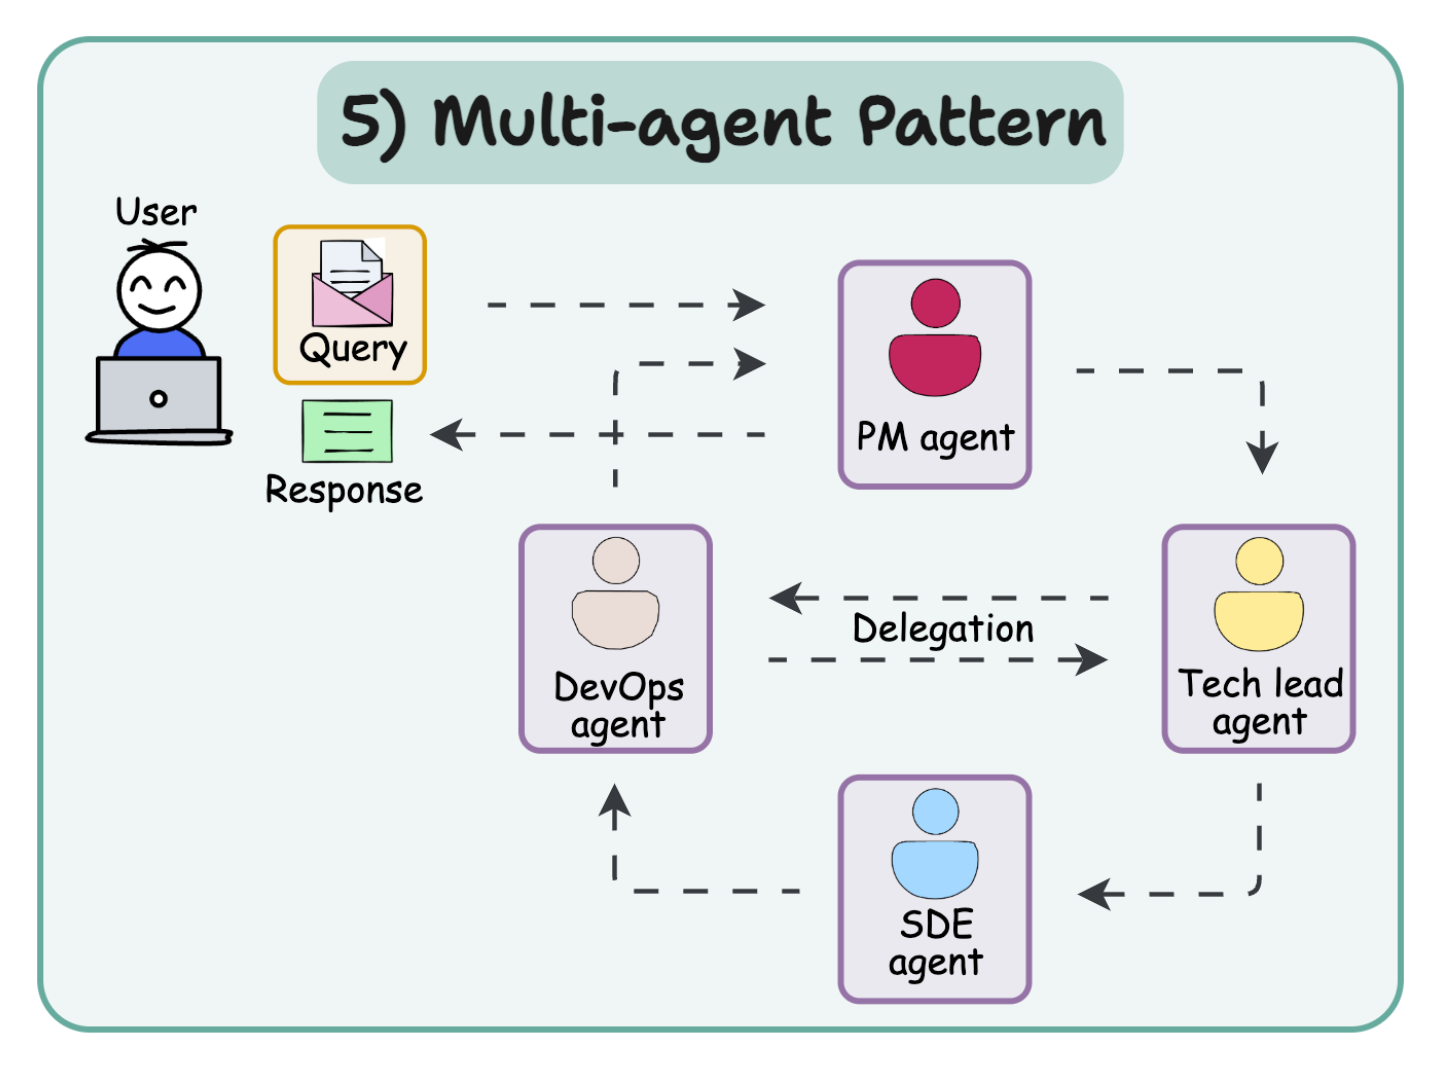 5) Multi-agent Pattern
User
Query
Response
PM agent
Delegation
DevOps
agent
Tech lead
agent
SDE
agent